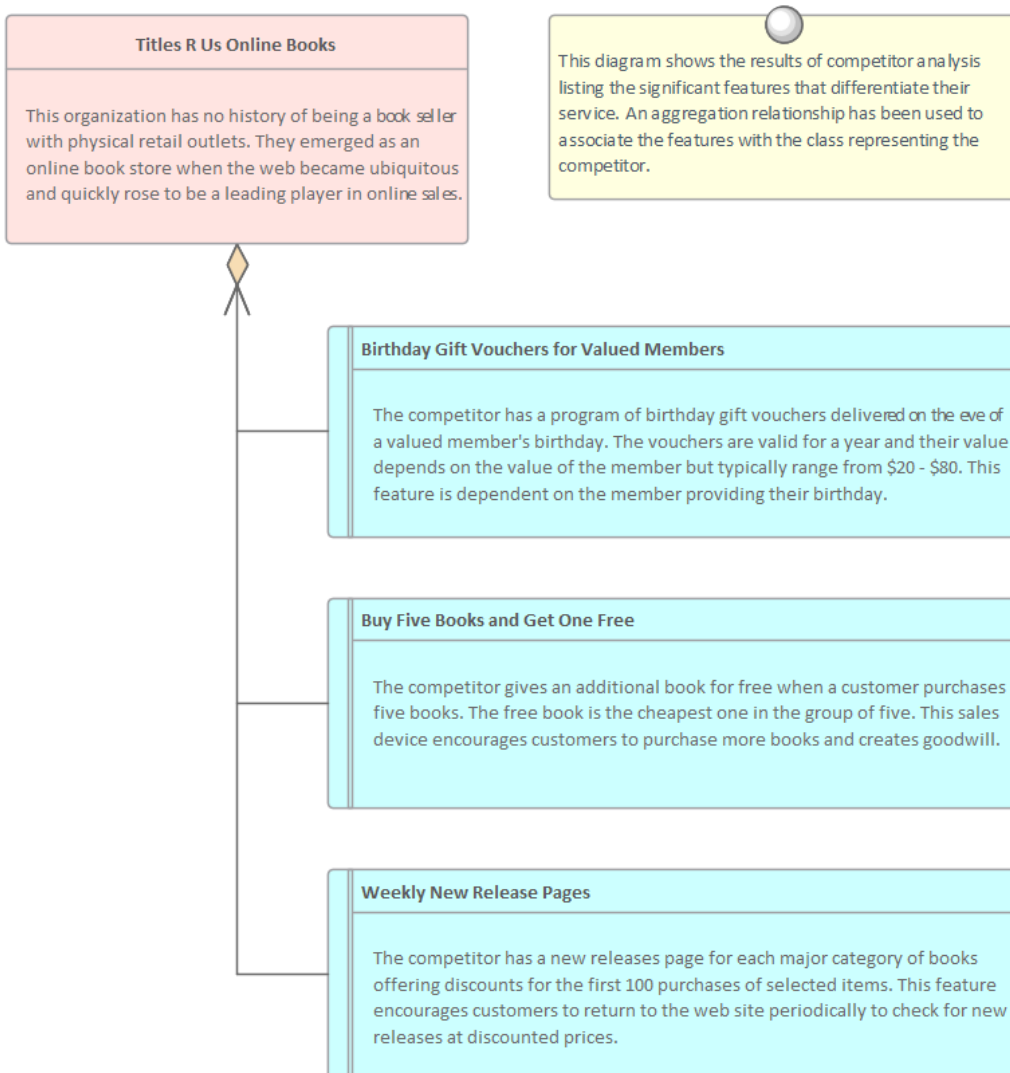 Titles R Us Online Books
This organization has no history of being a book seller
with physical retail outlets. They emerged as an
online book store when the web became ubiquitous
and quickly rose to be a leading player in online sales.
This diagram shows the results of competitor analysis
listing the significant features that differentiate their
service. An aggregation relationship has been used to
associate the features with the class representing the
competitor.
Birthday Gift Vouchers for Valued Members
The competitor has a program of birthday gift vouchers delivered on the eve of
a valued member's birthday. The vouchers are valid for a year and their value
depends on the value of the member but typically range from $20 - $80. This
feature is dependent on the member providing their birthday.
Buy Five Books and Get One Free
The competitor gives an additional book for free when a customer purchases
five books. The free book is the cheapest one in the group of five. This sales
device encourages customers to purchase more books and creates goodwill.
Weekly New Release Pages
The competitor has a new releases page for each major category of books
offering discounts for the first 100 purchases of selected items. This feature
encourages customers to return to the web site periodically to check for new
releases at discounted prices.